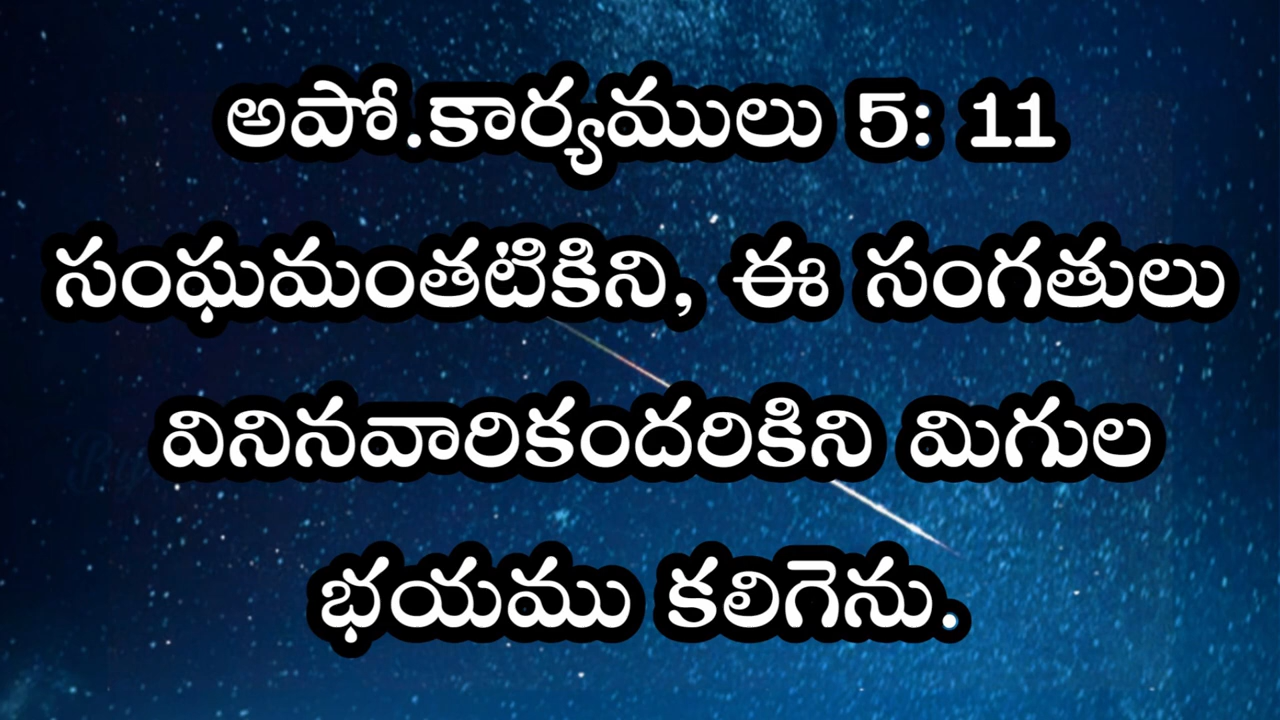 అపో.కార్యములు 5: 11
సంఘమంతటికిని, ఈ సంగతులు
వినినవారికందరికిని మిగుల
భయము కలిగెను.